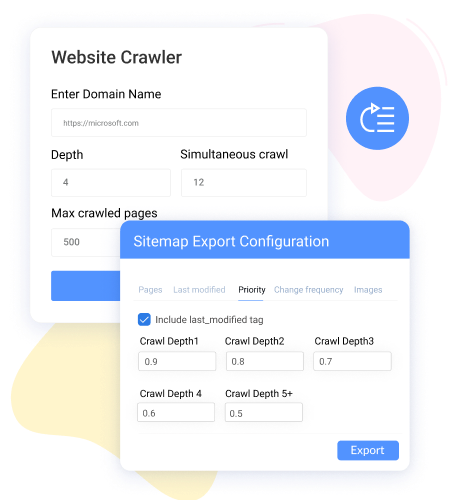 Website Crawler
Enter Domain Name
https://microsoft.com
Depth
Simultaneous crawl
4
12
Max crawled pages
500
Sitemap Export Configuration
Pages Last modified Priority Change frequency Images
Include last_modified tag
Crawl Depth1 Crawl Depth2 Crawl Depth3
0.9 0.8 0.7
Crawl Depth 4 Crawl Depth 5+
0.6 0.5
Export